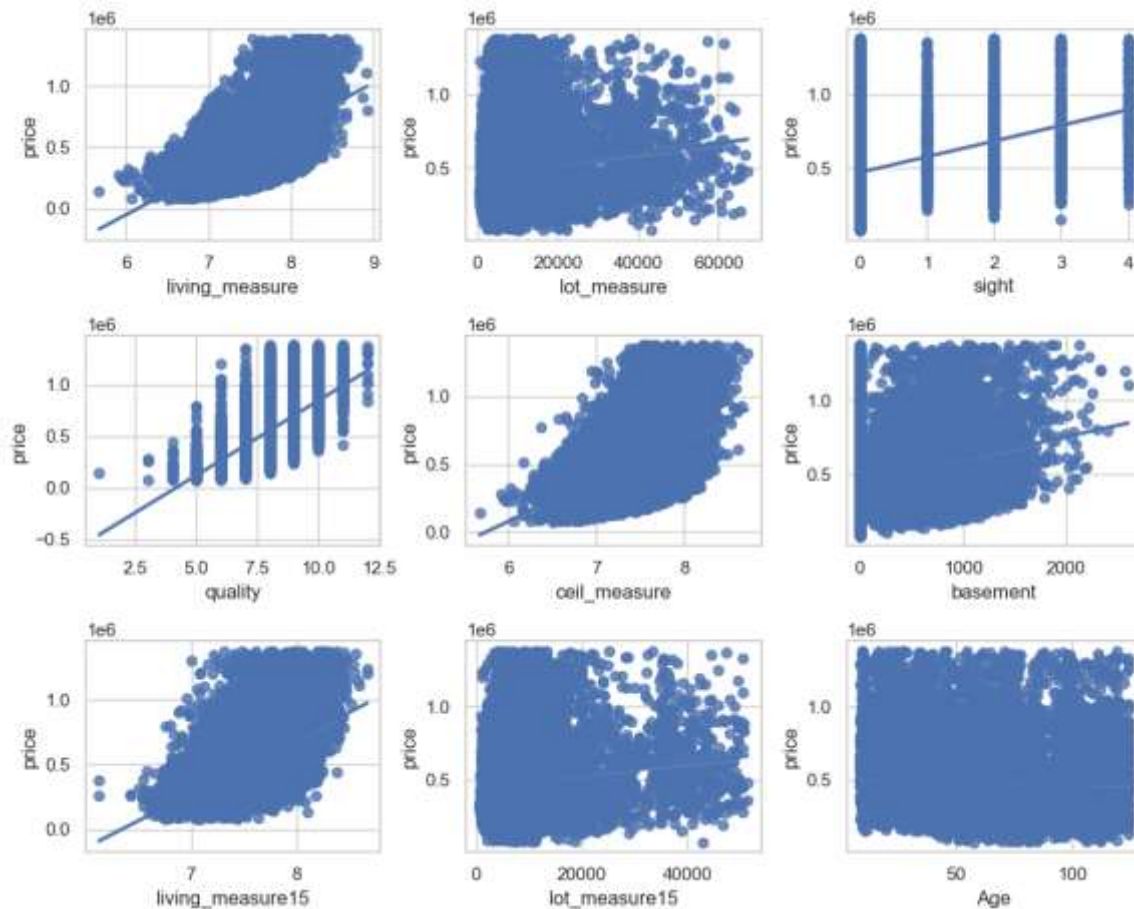 1e6
price
1.0
0.5
0.0
6 7 8 9
living_measure
1.0
0.5
0 20000 40000 60000
price
lot_measure
1e6
price
1.0
0.5
0 1 2 3 4
sight
1e6
price
1.0
0.5
0.0
−0.5
2.5 5.0 7.5 10.0 12.5
quality
price
1.0
0.5
0.0
6 7 8
ceil_measure
1e6
price
1.0
0.5
0 1000 2000
basement
1e6
price
1.0
0.5
0.0
7 8
living_measure15
price
1.0
0.5
0 20000 40000
lot_measure15
1e6
price
1.0
0.5
50 100
Age